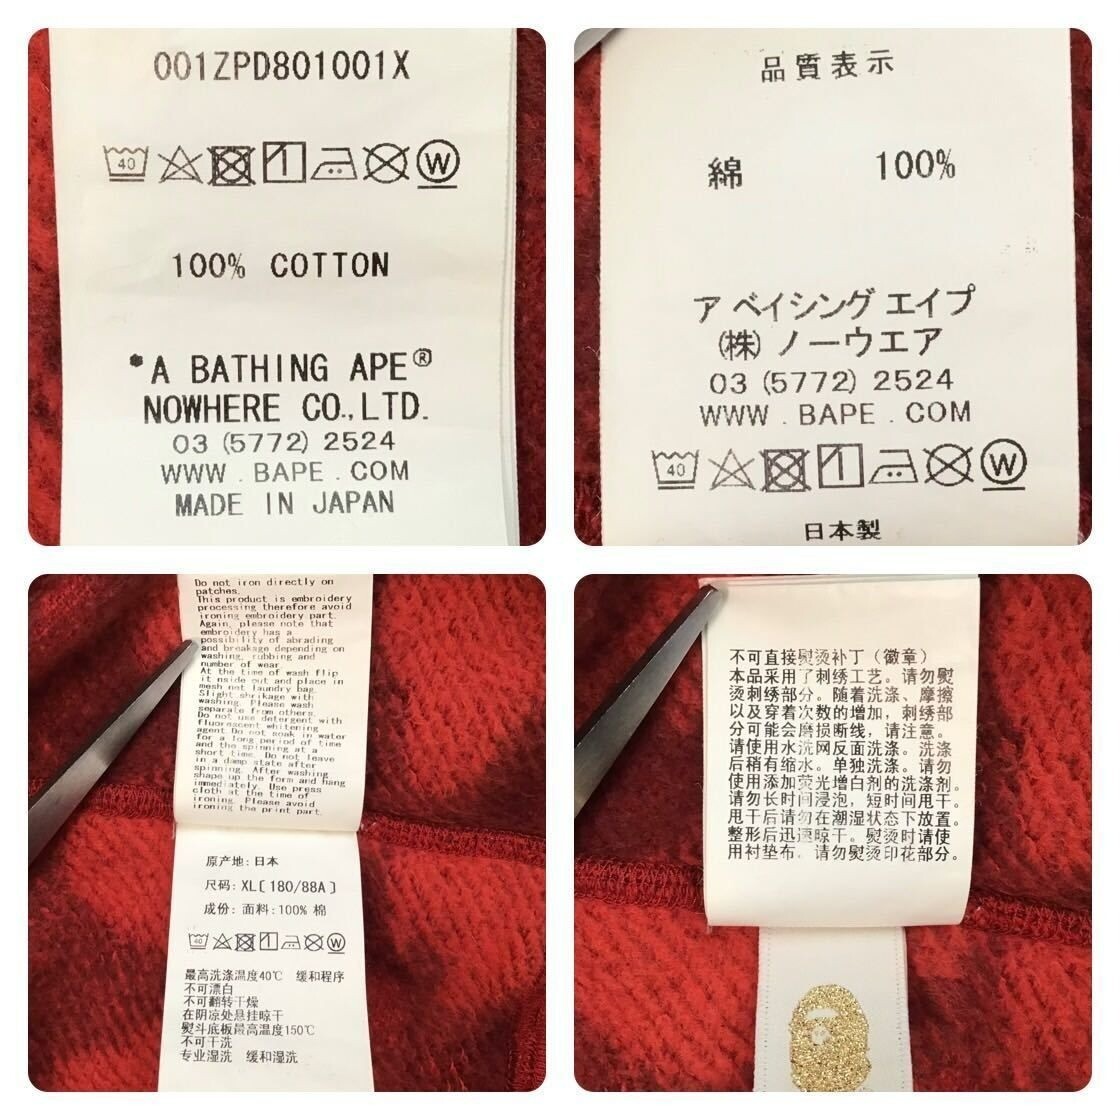 001ZPD801001X
40
100% COTTON
*A BATHING APE®
NOWHERE CO.,LTD.
03 (5772) 2524
WWW.BAPE.COM
MADE IN JAPAN
品質表示
綿 100%
ア ベイシング エイプ
(株) ノーウエア
03 (5772) 2524
WWW.BAPE.COM
40
日本製
Do not iron directly on
patches.
This product is embroidery
processing therefore avoid
ironing embroidery part.
Again, please note that
embroidery has a
possibility of abrading
and breakage depending on
washing, rubbing and
number of wear.
At the time of wash flip
it nside out and place in
mesh net laundry bag.
Slight shrikage with
washing. Please wash
separate from others.
Do not use detergent with
fluorescent whitening
agent.Do not soak in water
for a long period of time
and the spinning at a
short time. Do not leave
in a damp state after
spinning. After washing
shape up the form and hang
immediately. Use press
cloth at the time of
ironing. Please avoid
ironing the print part.
原产地: 日本
尺码: XL[180/88A]
成份: 面料:100% 棉
40
最高洗涤温度40℃ 缓和程序
不可漂白
不可翻转干燥
在阴凉处悬挂晾干
熨斗底板最高温度150℃
不可干洗
专业湿洗 缓和湿洗
不可直接熨烫补丁（徽章）
本品采用了刺绣工艺。请勿熨
烫刺绣部分。随着洗涤、摩擦
以及穿着次数的增加, 刺绣部
分可能会磨损断线, 请注意。
请使用水洗网反面洗涤。洗涤
后稍有缩水。单独洗涤。请勿
使用添加荧光增白剂的洗涤剂。
请勿长时间浸泡, 短时间甩干。
甩干后请勿在潮湿状态下放置。
整形后迅速晾干。熨烫时请使
用衬垫布。请勿熨烫印花部分。